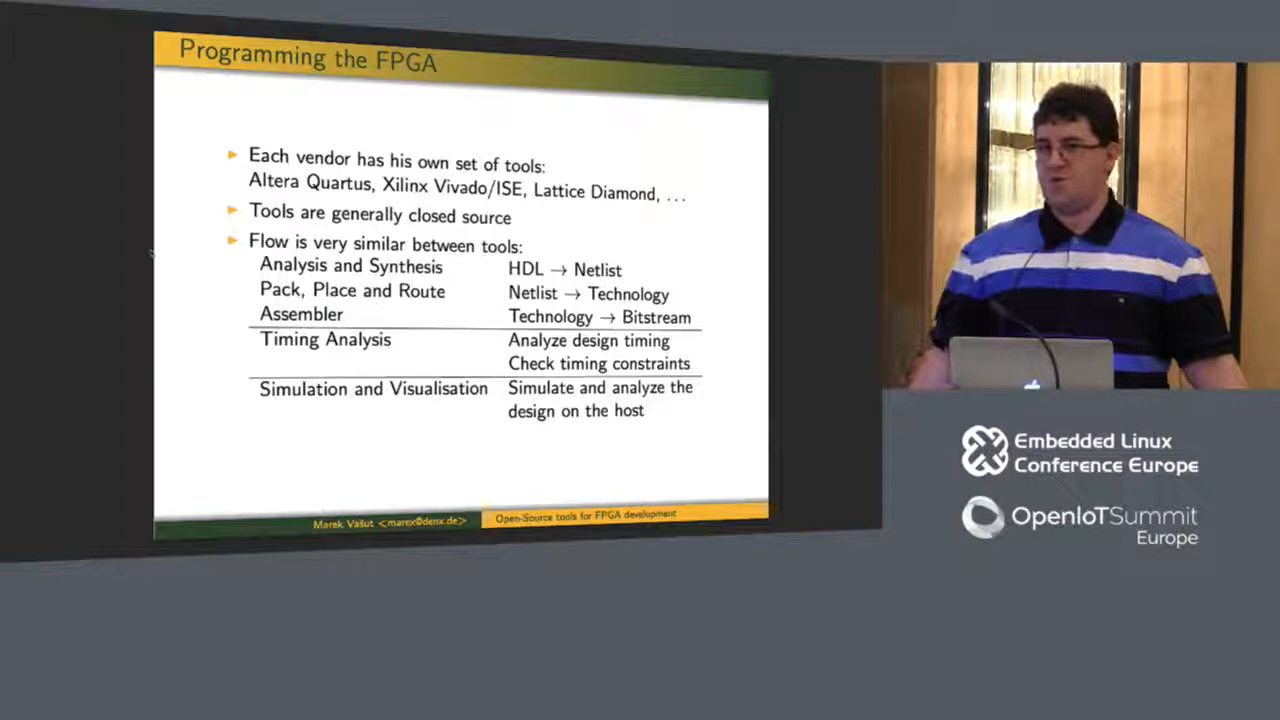 Programming the FPGA
Each vendor has his own set of tools:
Altera Quartus, Xilinx Vivado/ISE, Lattice Diamond, ...
Tools are generally closed source
Flow is very similar between tools:
Analysis and Synthesis HDL → Netlist
Pack, Place and Route Netlist → Technology
Assembler Technology → Bitstream
Timing Analysis Analyze design timing
Check timing constraints
Simulation and Visualisation Simulate and analyze the
design on the host
Marek Vašut <marex@denx.de> Open-Source tools for FPGA development
Embedded Linux
Conference Europe
OpenIoTSummit
Europe